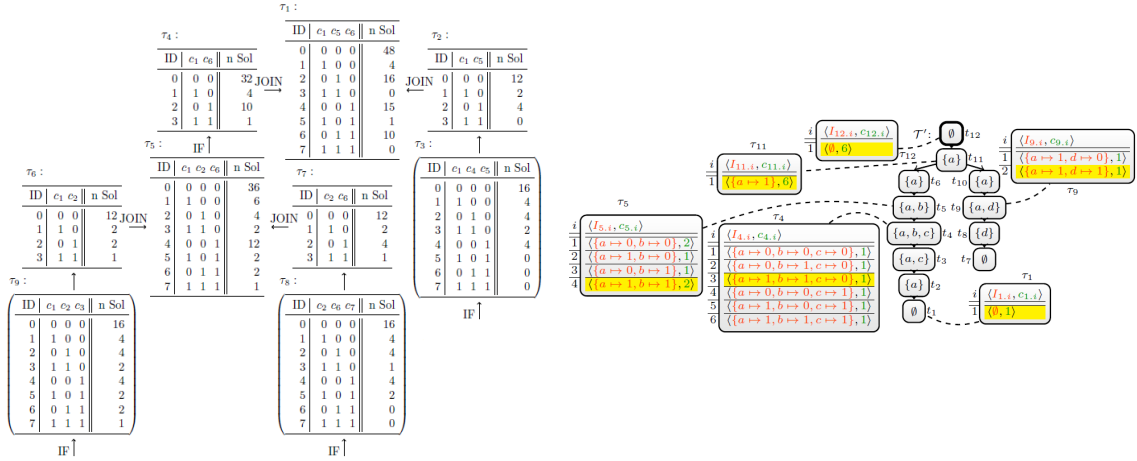 τ₄ :
ID c₁ c₆ n Sol
0 0 0 32
1 1 0 4
2 0 1 10
3 1 1 1
IF↑
JOIN →
τ₁ :
ID c₁ c₅ c₆ n Sol
0 0 0 0 48
1 1 0 0 4
2 0 1 0 16
3 1 1 0 0
4 0 0 1 15
5 1 0 1 0
6 0 1 1 10
7 1 1 1 0
JOIN ←
τ₂ :
ID c₁ c₅ n Sol
0 0 0 12
1 1 0 2
2 0 1 4
3 1 1 0
↑
τ₃ :
ID c₁ c₄ c₅ n Sol
0 0 0 0 16
1 1 0 0 4
2 0 1 0 4
3 1 1 0 2
4 0 0 1 4
5 1 0 1 0
6 0 1 1 0
7 1 1 1 0
IF↑
τ₆ :
ID c₁ c₂ n Sol
0 0 0 12
1 1 0 2
2 0 1 2
3 1 1 1
↑
JOIN →
τ₅ :
ID c₁ c₂ c₆ n Sol
0 0 0 0 36
1 1 0 0 6
2 0 1 0 4
3 1 1 0 2
4 0 0 1 12
5 1 0 1 2
6 0 1 1 2
7 1 1 1 1
JOIN ←
τ₇ :
ID c₂ c₆ n Sol
0 0 0 12
1 1 0 2
2 0 1 4
3 1 1 1
↑
τ₉ :
ID c₁ c₂ c₃ n Sol
0 0 0 0 16
1 1 0 0 4
2 0 1 0 4
3 1 1 0 2
4 0 0 1 4
5 1 0 1 2
6 0 1 1 2
7 1 1 1 1
IF↑
τ₈ :
ID c₂ c₆ c₇ n Sol
0 0 0 0 16
1 1 0 0 4
2 0 1 0 4
3 1 1 0 2
4 0 0 1 4
5 1 0 1 2
6 0 1 1 0
7 1 1 1 0
IF↑
i ⟨I₁₂.ᵢ, c₁₂.ᵢ⟩
1 ⟨∅, 6⟩
τ₁₂
𝒯′: ∅ t₁₂
τ₁₁
i ⟨I₁₁.ᵢ, c₁₁.ᵢ⟩
1 ⟨{a ↦ 1}, 6⟩
{a} t₁₁
i ⟨I₉.ᵢ, c₉.ᵢ⟩
1 ⟨{a ↦ 1, d ↦ 0}, 1⟩
2 ⟨{a ↦ 1, d ↦ 1}, 1⟩
τ₉
{a} t₆ t₁₀ {a}
{a, b} t₅ t₉ {a, d}
{a, b, c} t₄ t₈ {d}
{a, c} t₃ t₇ ∅
{a} t₂
∅ t₁
τ₅
i ⟨I₅.ᵢ, c₅.ᵢ⟩
1 ⟨{a ↦ 0, b ↦ 0}, 2⟩
2 ⟨{a ↦ 1, b ↦ 0}, 1⟩
3 ⟨{a ↦ 0, b ↦ 1}, 1⟩
4 ⟨{a ↦ 1, b ↦ 1}, 2⟩
τ₄
i ⟨I₄.ᵢ, c₄.ᵢ⟩
1 ⟨{a ↦ 0, b ↦ 0, c ↦ 0}, 1⟩
2 ⟨{a ↦ 0, b ↦ 1, c ↦ 0}, 1⟩
3 ⟨{a ↦ 1, b ↦ 1, c ↦ 0}, 1⟩
4 ⟨{a ↦ 0, b ↦ 0, c ↦ 1}, 1⟩
5 ⟨{a ↦ 1, b ↦ 0, c ↦ 1}, 1⟩
6 ⟨{a ↦ 1, b ↦ 1, c ↦ 1}, 1⟩
τ₁
i ⟨I₁.ᵢ, c₁.ᵢ⟩
1 ⟨∅, 1⟩